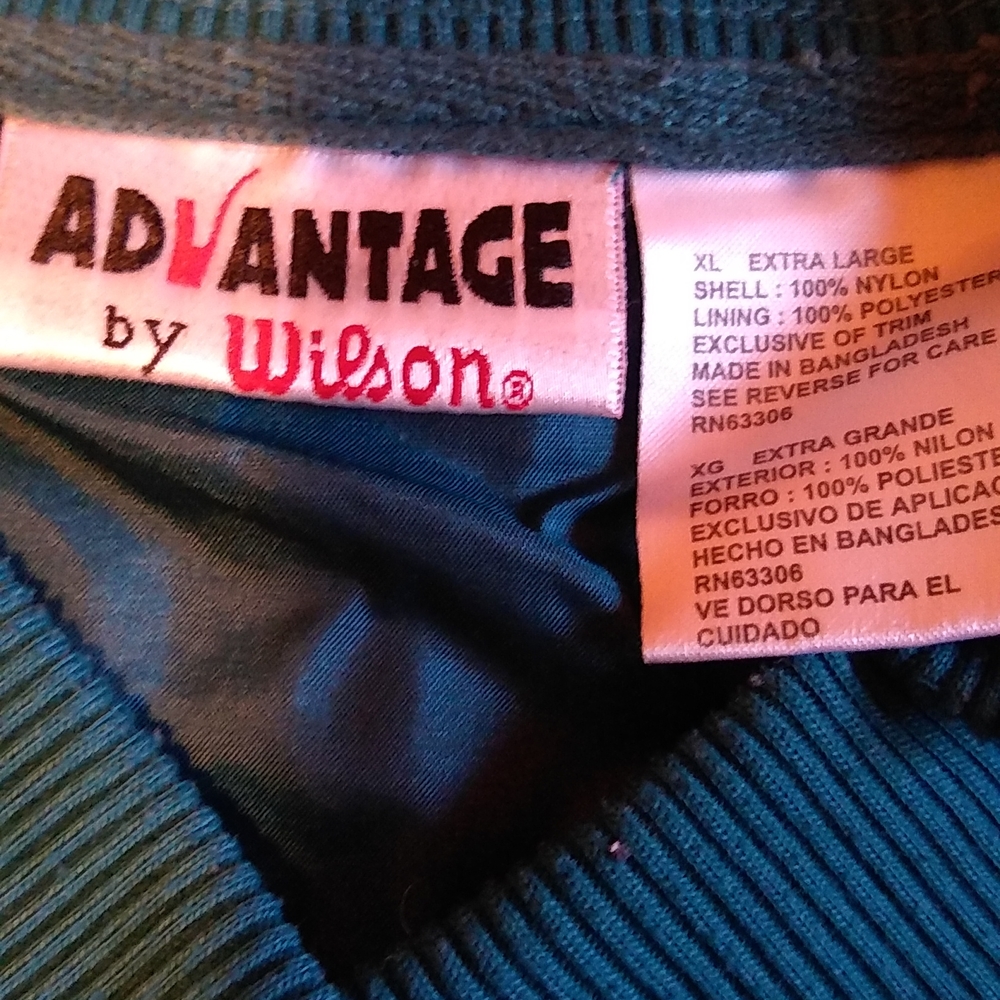 ADVANTAGE
by Wilson®
XL EXTRA LARGE
SHELL : 100% NYLON
LINING : 100% POLYESTER
EXCLUSIVE OF TRIM
MADE IN BANGLADESH
SEE REVERSE FOR CARE
RN63306
XG EXTRA GRANDE
EXTERIOR : 100% NILON
FORRO : 100% POLIESTE
EXCLUSIVO DE APLICAC
HECHO EN BANGLADES
RN63306
VE DORSO PARA EL
CUIDADO